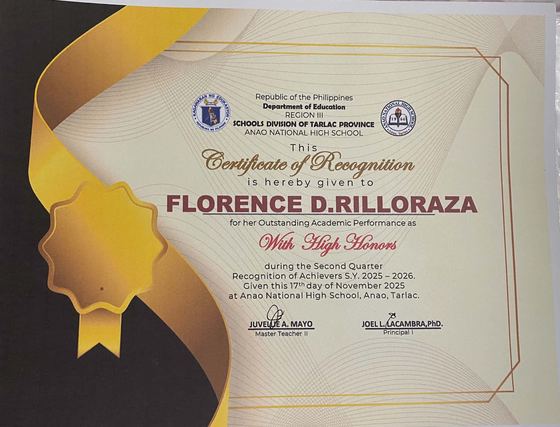 Republic of the Philippines
Department of Education
REGION III
SCHOOLS DIVISION OF TARLAC PROVINCE
ANAO NATIONAL HIGH SCHOOL
This
Certificate of Recognition
is hereby given to
FLORENCE D.RILLORAZA
for her Outstanding Academic Performance as
With High Honors
during the Second Quarter
Recognition of Achievers S.Y. 2025 – 2026.
Given this 17th day of November 2025
at Anao National High School, Anao, Tarlac.
JUVELIE A. MAYO
Master Teacher II
JOEL L. LACAMBRA,PhD.
Principal I